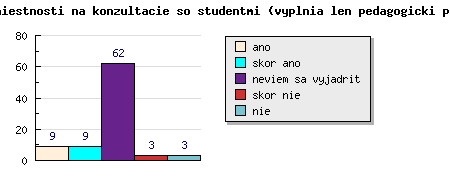 iestnosti na konzultacie so studentmi (vyplnia len pedagogicki p
80
60
40
20
0
9
9
62
3
3
ano
skor ano
neviem sa vyjadrit
skor nie
nie